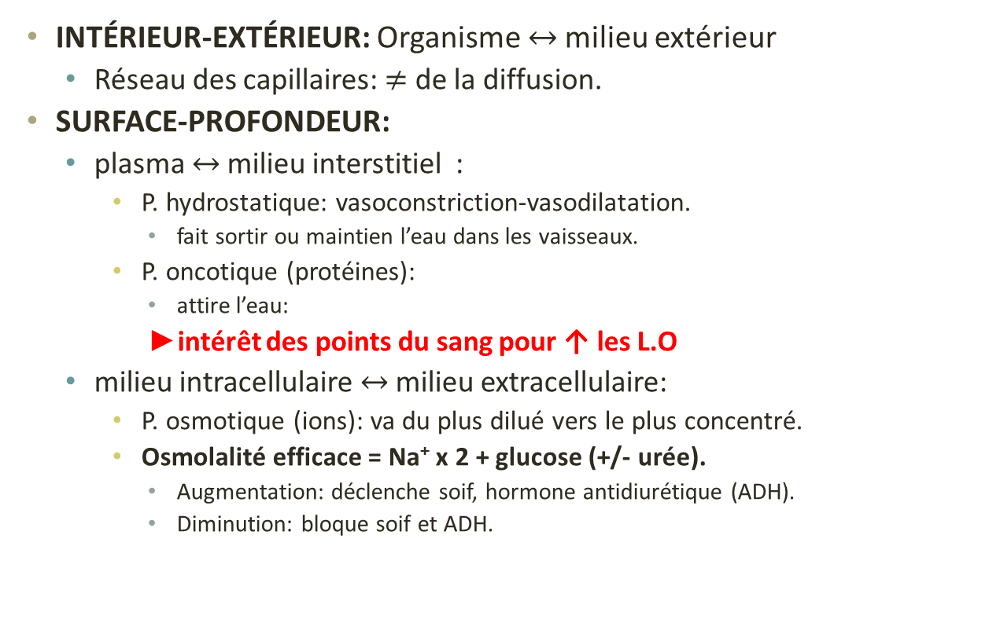 • INTÉRIEUR-EXTÉRIEUR: Organisme ↔ milieu extérieur
• Réseau des capillaires: ≠ de la diffusion.
• SURFACE-PROFONDEUR:
• plasma ↔ milieu interstitiel :
• P. hydrostatique: vasoconstriction-vasodilatation.
• fait sortir ou maintien l’eau dans les vaisseaux.
• P. oncotique (protéines):
• attire l’eau:
►intérêt des points du sang pour ↑ les L.O
• milieu intracellulaire ↔ milieu extracellulaire:
• P. osmotique (ions): va du plus dilué vers le plus concentré.
• Osmolalité efficace = Na⁺ x 2 + glucose (+/- urée).
• Augmentation: déclenche soif, hormone antidiurétique (ADH).
• Diminution: bloque soif et ADH.